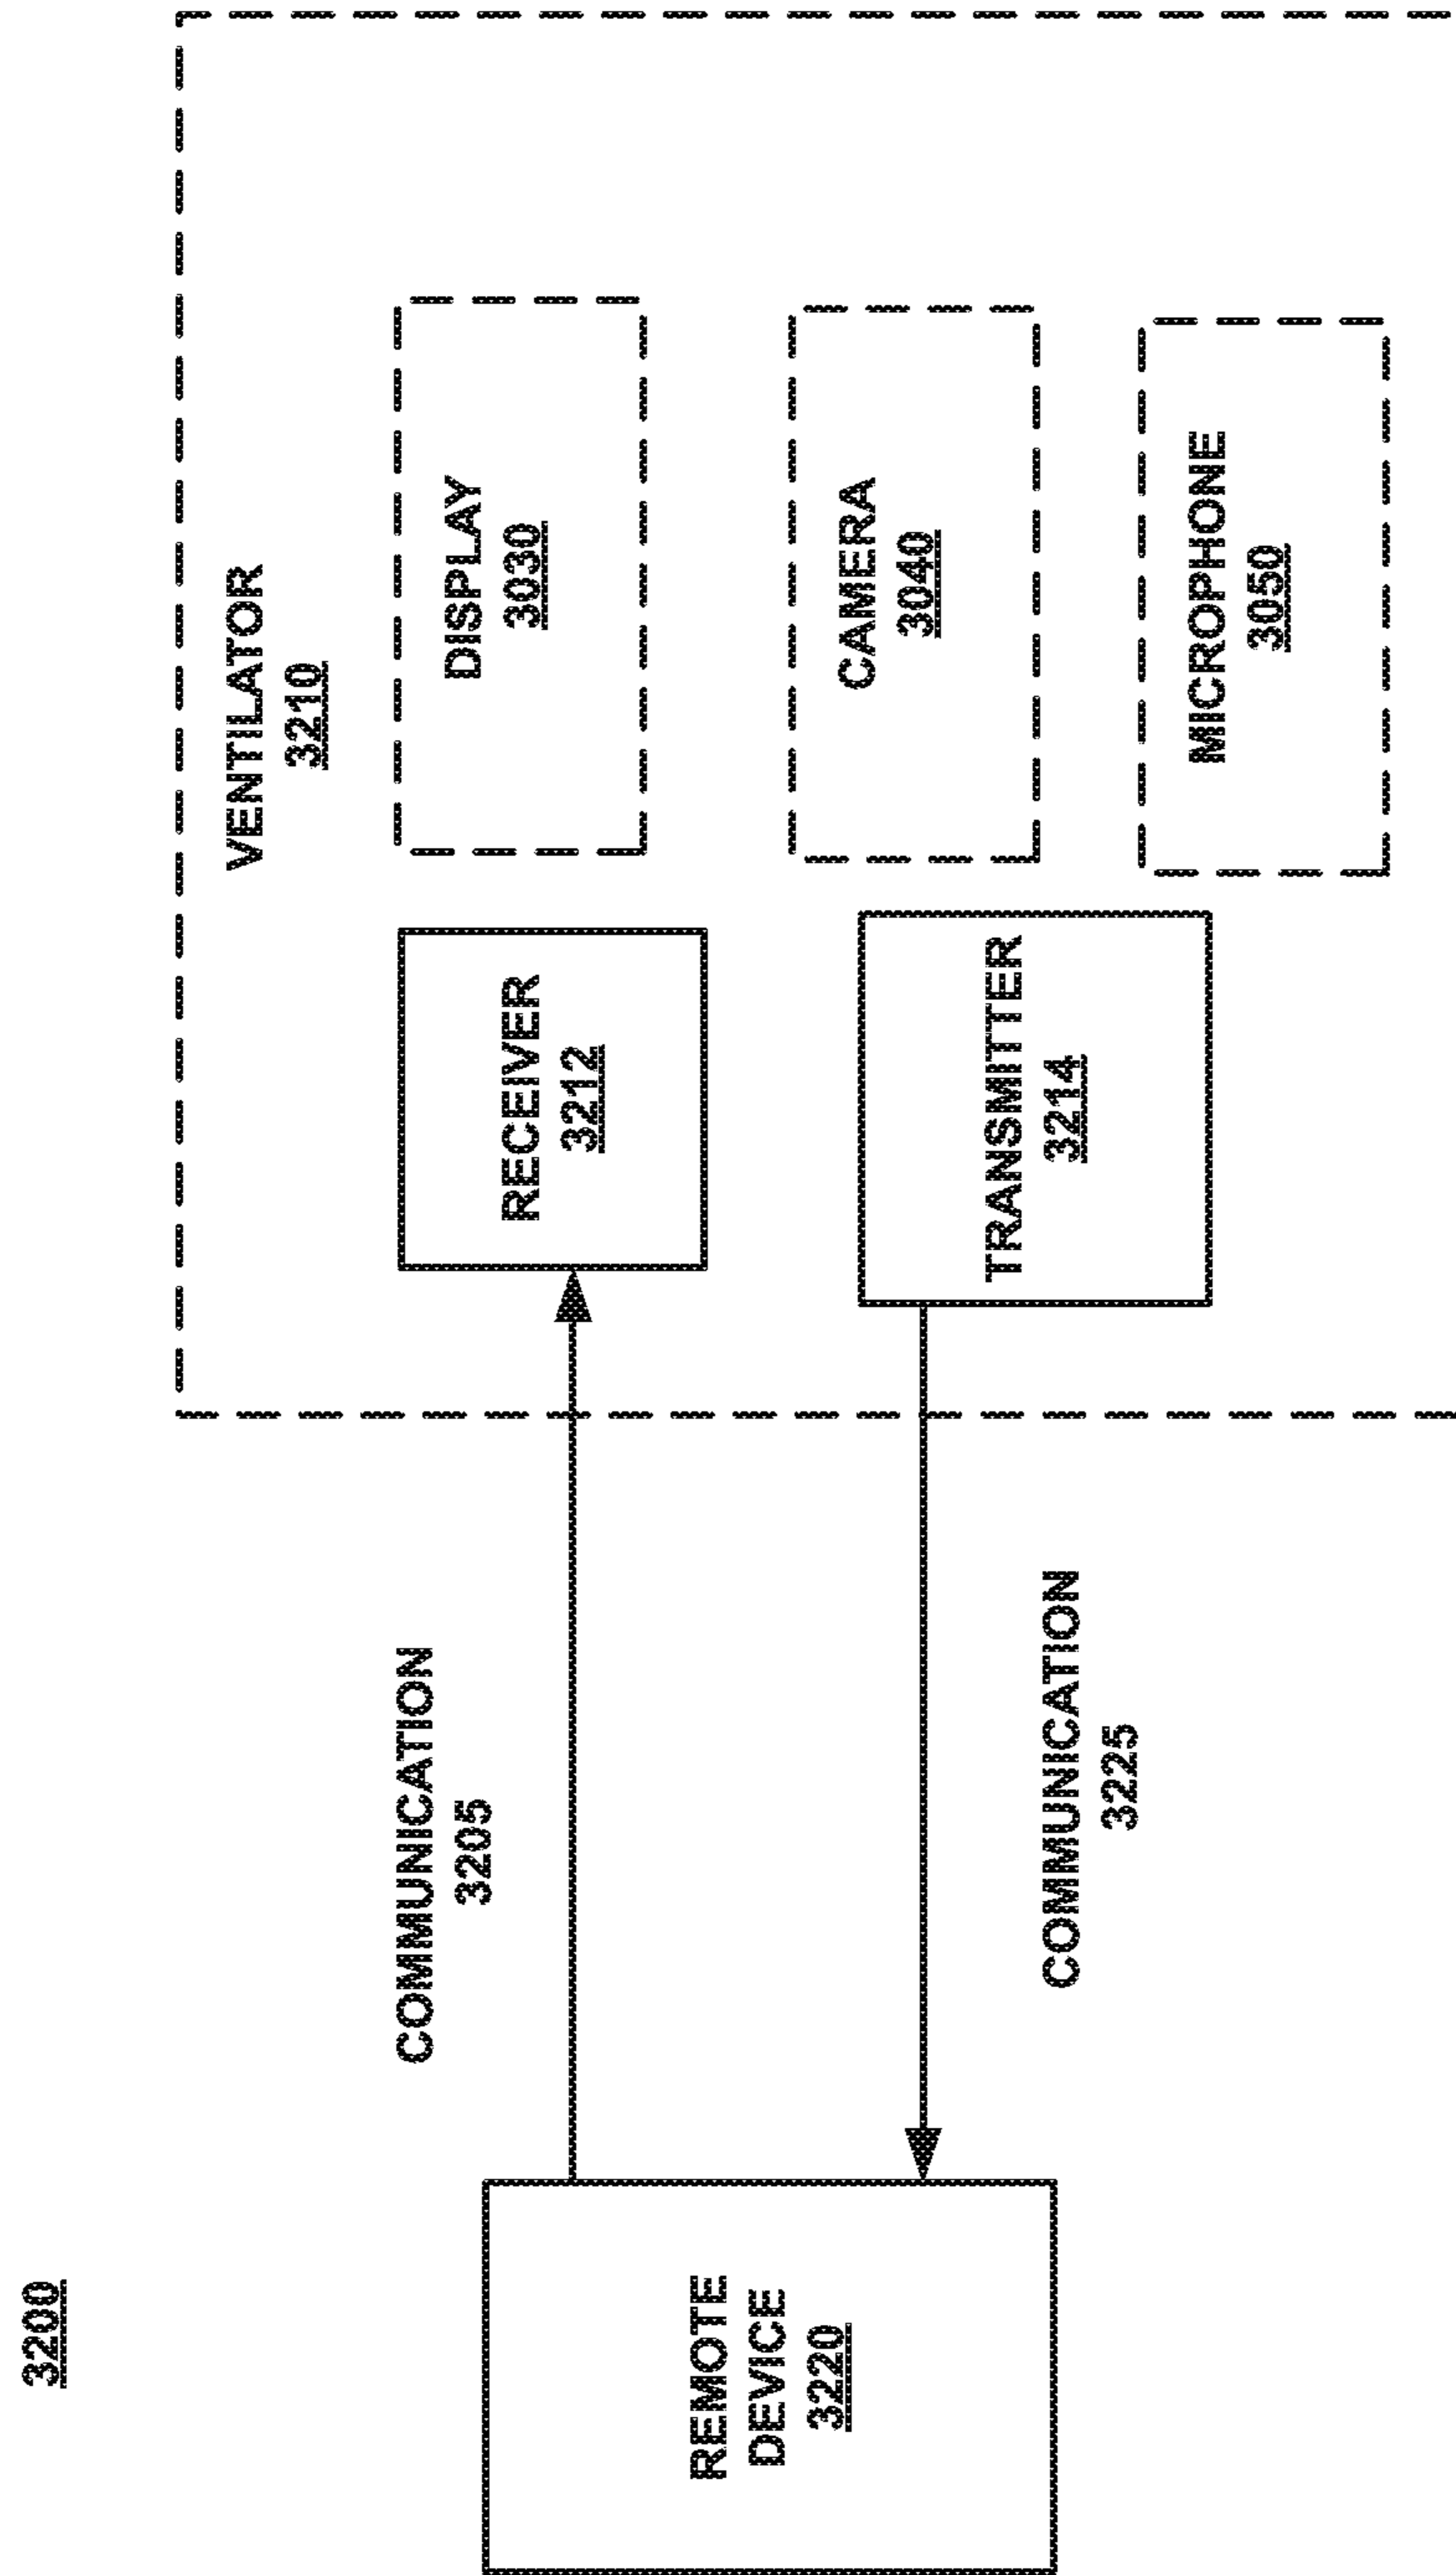 3200
VENTILATOR
3210
REMOTE
DEVICE
3220
COMMUNICATION
3205
RECEIVER
3212
DISPLAY
3030
COMMUNICATION
3225
TRANSMITTER
3214
CAMERA
3040
MICROPHONE
3050